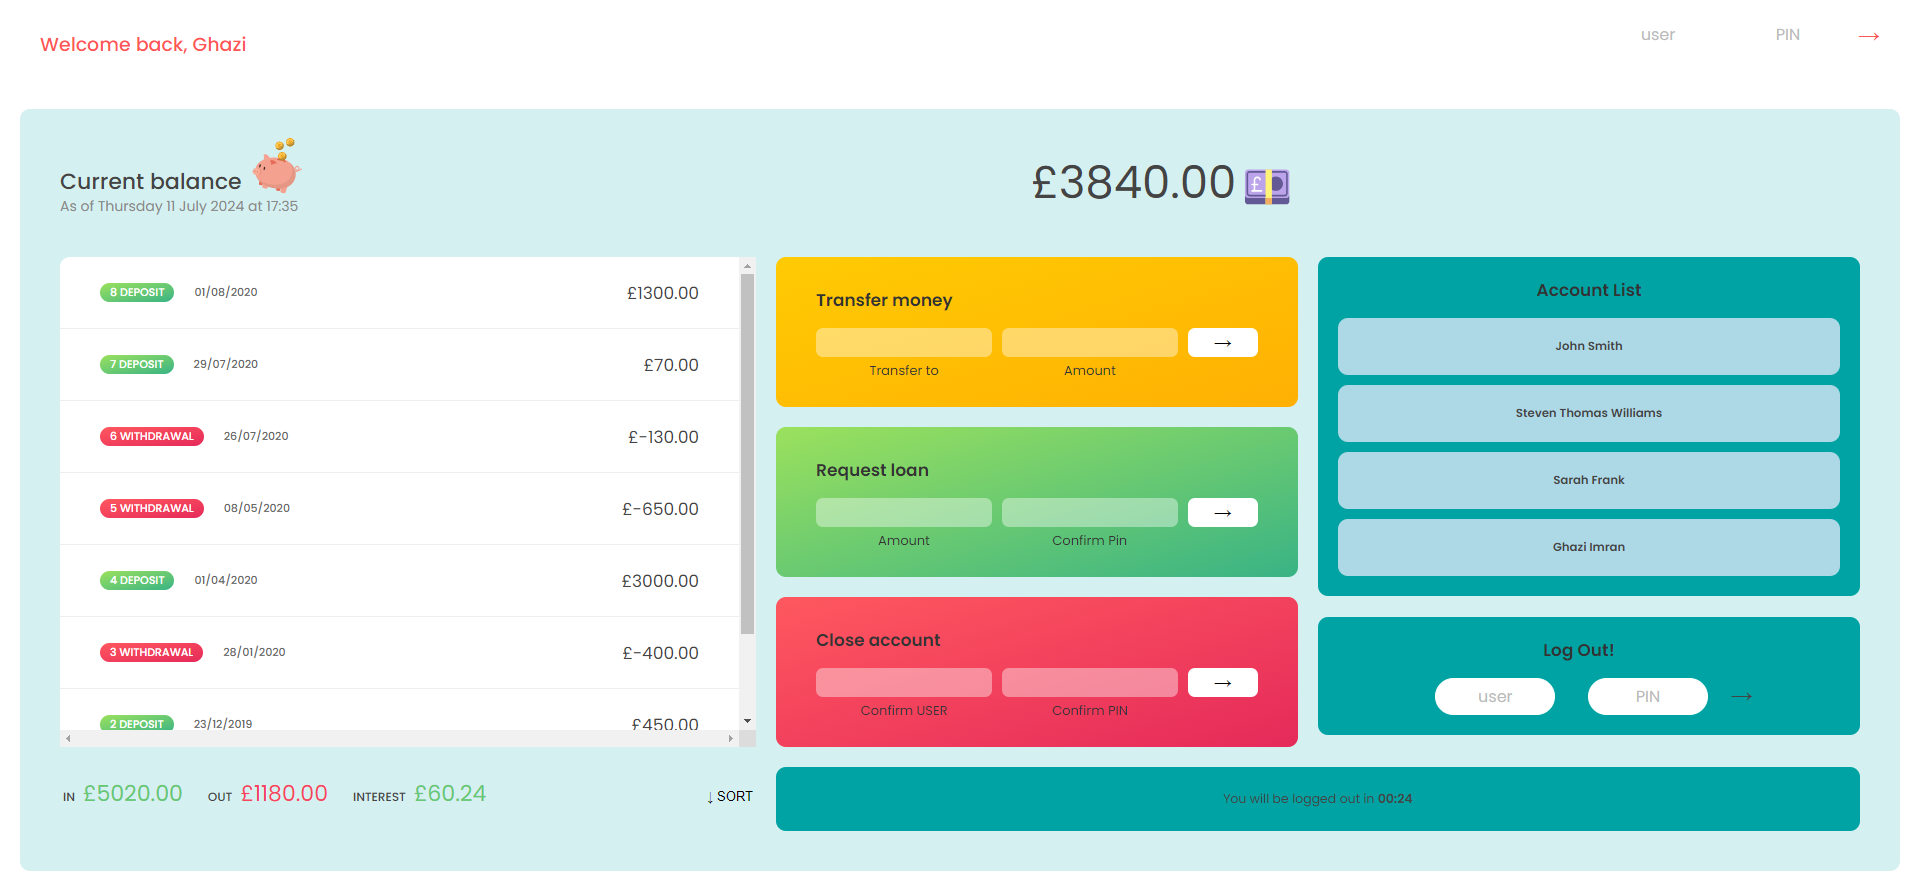 Welcome back, Ghazi
user PIN →
Current balance
As of Thursday 11 July 2024 at 17:35
£3840.00
8 DEPOSIT 01/08/2020 £1300.00
7 DEPOSIT 29/07/2020 £70.00
6 WITHDRAWAL 26/07/2020 £-130.00
5 WITHDRAWAL 08/05/2020 £-650.00
4 DEPOSIT 01/04/2020 £3000.00
3 WITHDRAWAL 28/01/2020 £-400.00
2 DEPOSIT 23/12/2019 £450.00
IN £5020.00 OUT £1180.00 INTEREST £60.24 ↓ SORT
Transfer money
→
Transfer to Amount
Request loan
→
Amount Confirm Pin
Close account
→
Confirm USER Confirm PIN
Account List
John Smith
Steven Thomas Williams
Sarah Frank
Ghazi Imran
Log Out!
user PIN →
You will be logged out in 00:24